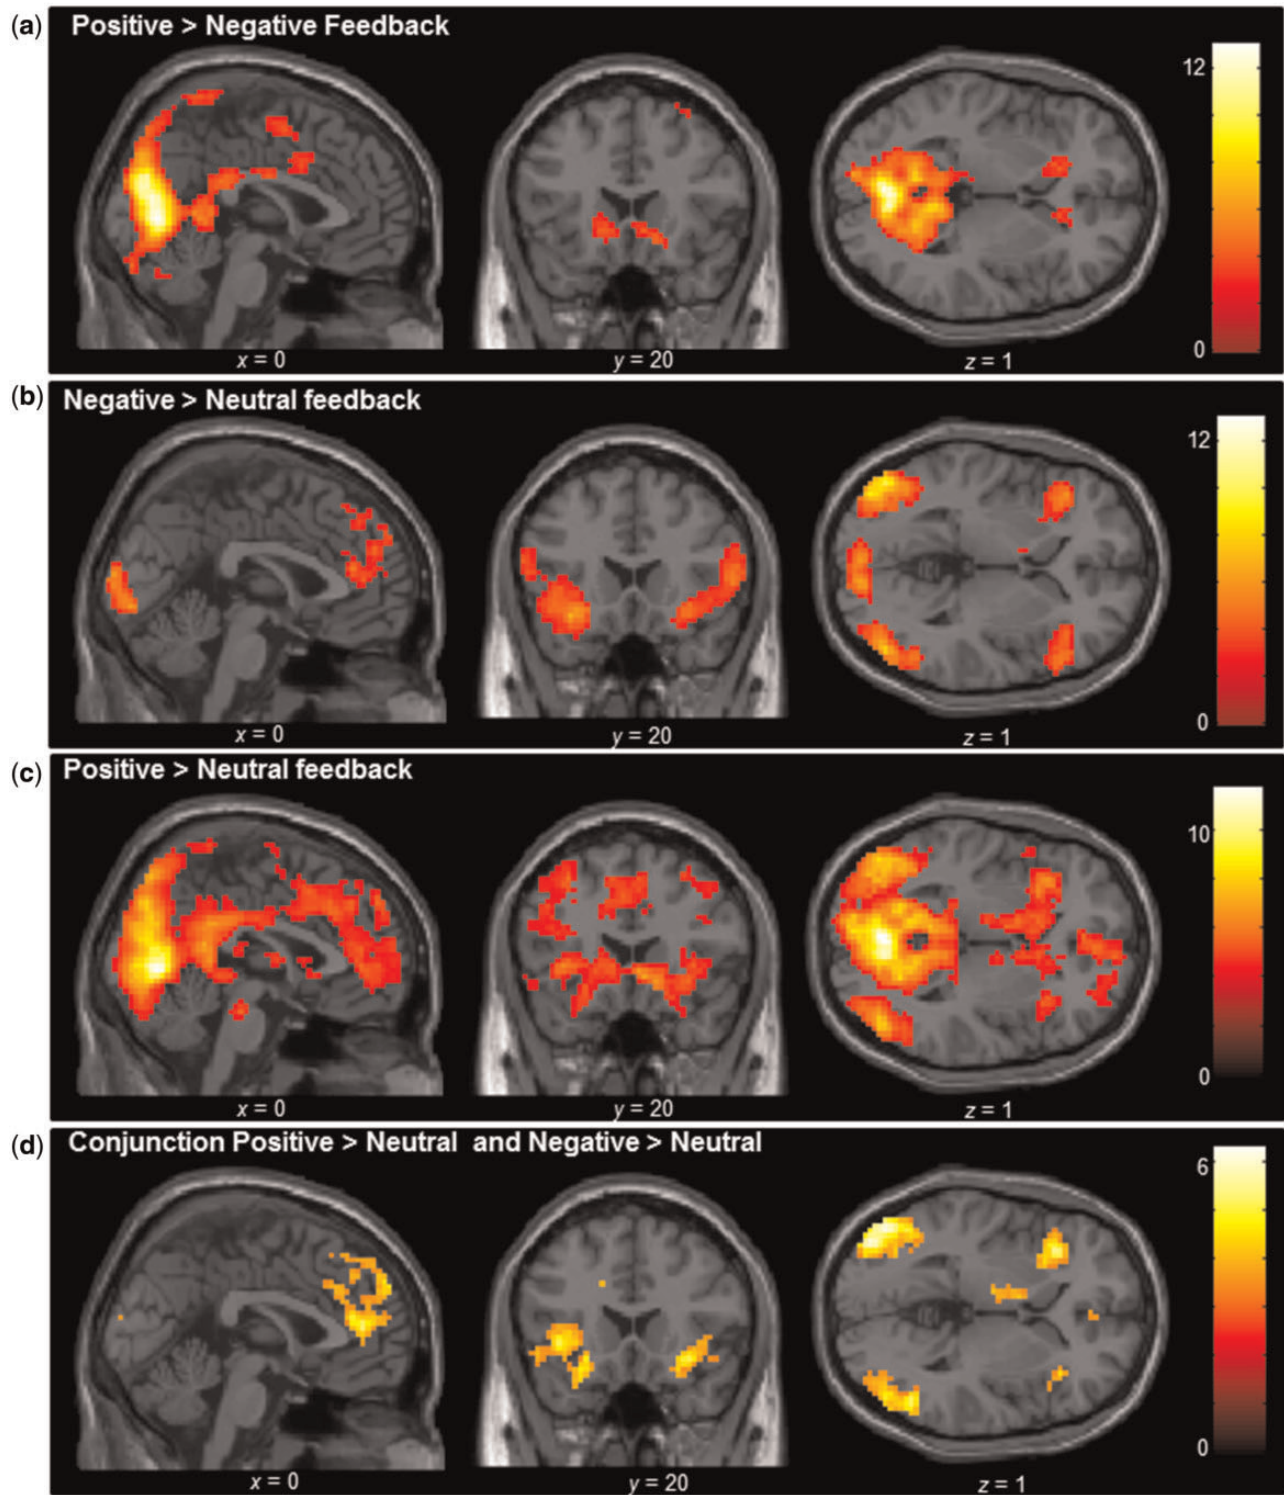 (a) Positive > Negative Feedback
12
0
x = 0 y = 20 z = 1
(b) Negative > Neutral feedback
12
0
x = 0 y = 20 z = 1
(c) Positive > Neutral feedback
10
0
x = 0 y = 20 z = 1
(d) Conjunction Positive > Neutral and Negative > Neutral
6
0
x = 0 y = 20 z = 1